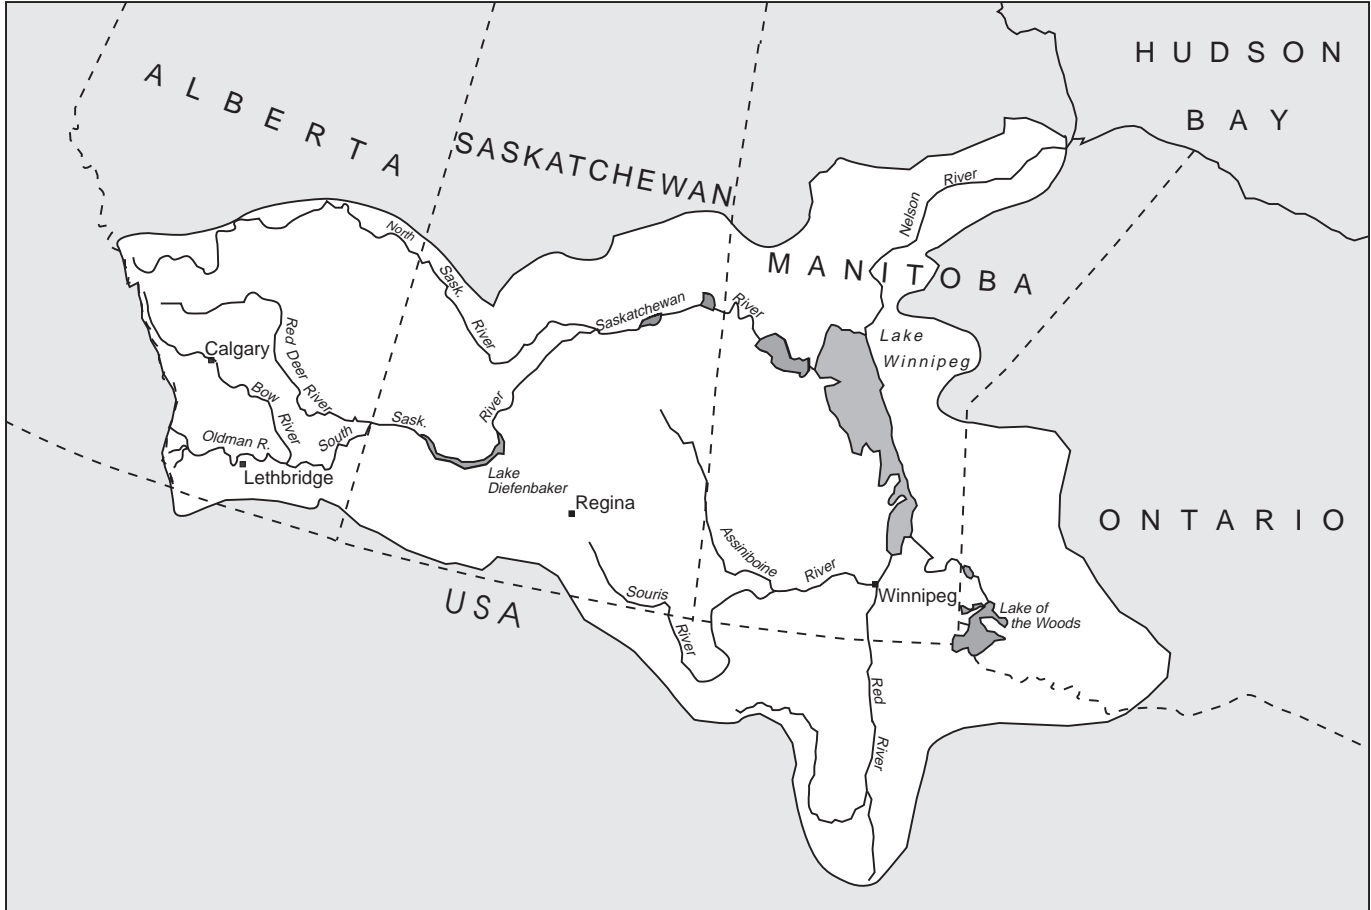 HUDSON
BAY
ALBERTA
SASKATCHEWAN
MANITOBA
ONTARIO
USA
North
Sask.
River
Saskatchewan
River
Nelson
River
Lake
Winnipeg
Calgary
Red Deer River
Bow
River
Oldman R.
Lethbridge
South
Sask.
River
Lake
Diefenbaker
Regina
Assiniboine
River
Souris
River
Winnipeg
Lake of
the Woods
Red
River